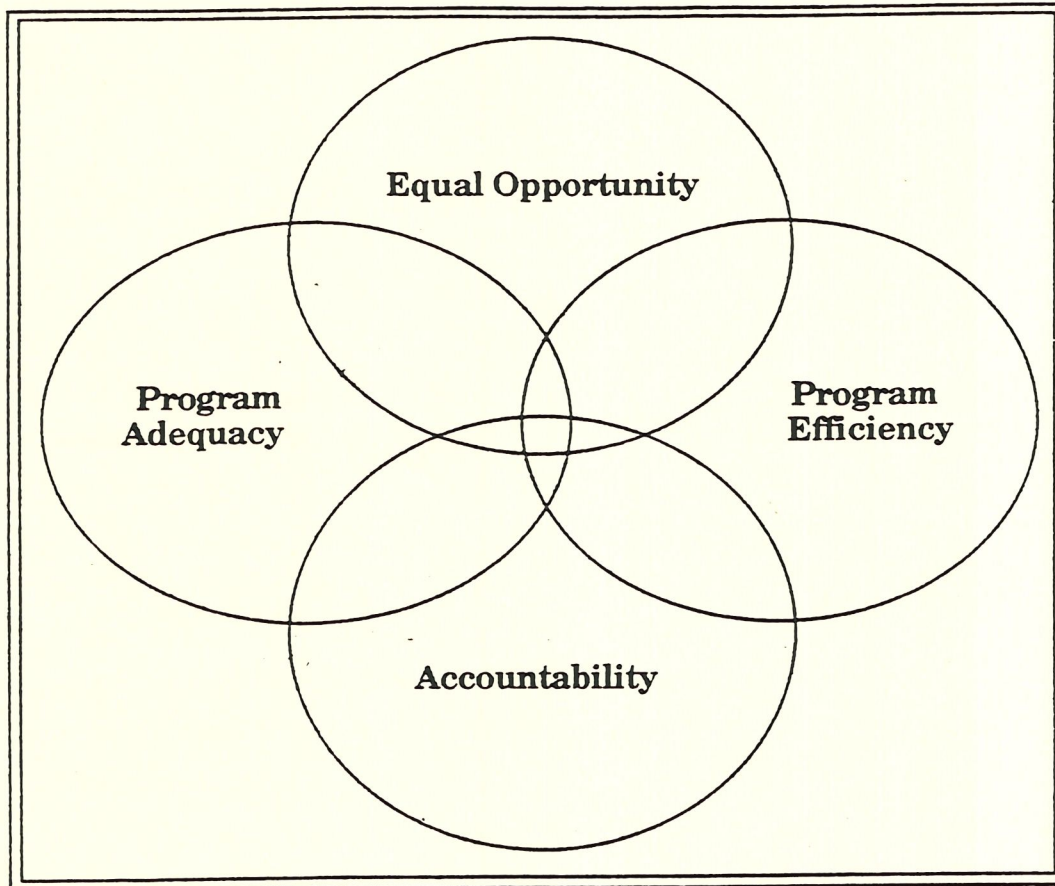 Equal Opportunity
Program
Adequacy
Program
Efficiency
Accountability